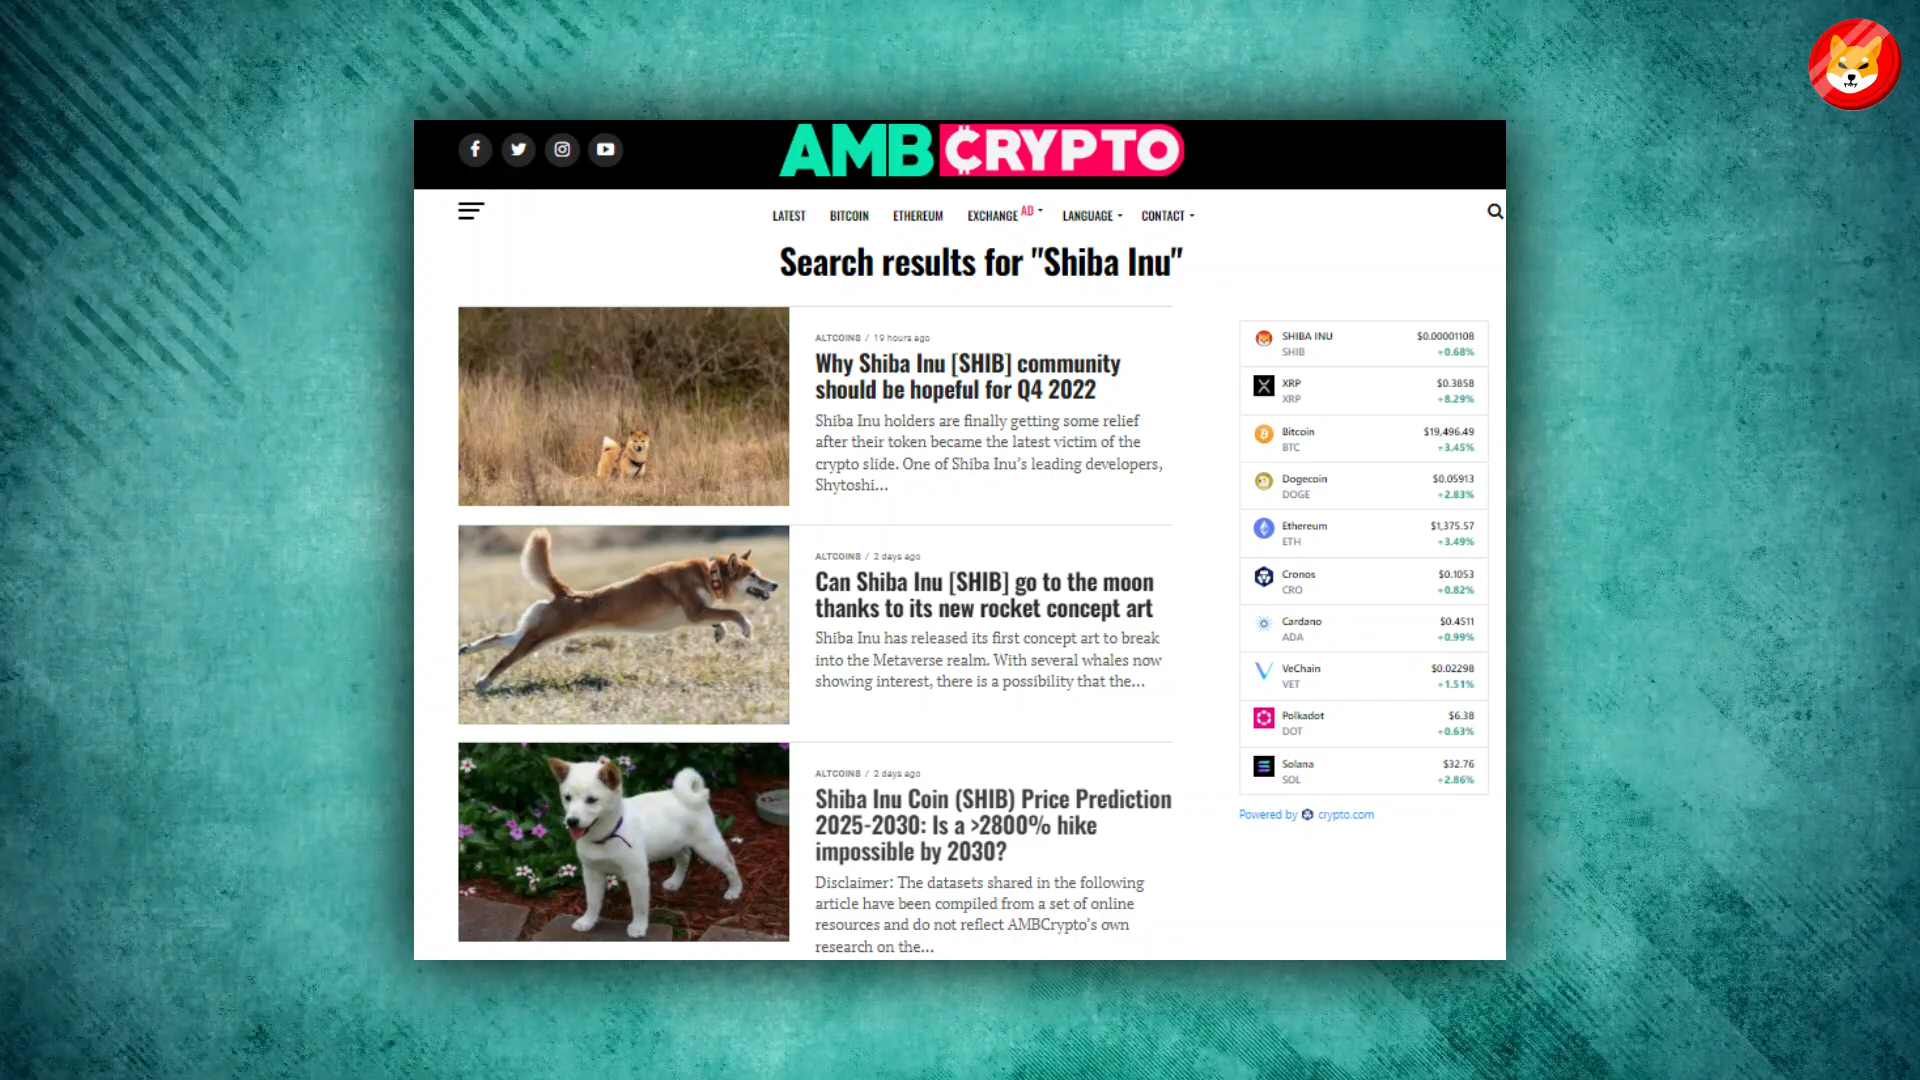 AMBCRYPTO
LATEST BITCOIN ETHEREUM EXCHANGE AD LANGUAGE CONTACT
Search results for "Shiba Inu"
ALTCOINS / 19 hours ago
Why Shiba Inu [SHIB] community
should be hopeful for Q4 2022
Shiba Inu holders are finally getting some relief
after their token became the latest victim of the
crypto slide. One of Shiba Inu’s leading developers,
Shytoshi...
ALTCOINS / 2 days ago
Can Shiba Inu [SHIB] go to the moon
thanks to its new rocket concept art
Shiba Inu has released its first concept art to break
into the Metaverse realm. With several whales now
showing interest, there is a possibility that the...
ALTCOINS / 2 days ago
Shiba Inu Coin (SHIB) Price Prediction
2025-2030: Is a >2800% hike
impossible by 2030?
Disclaimer: The datasets shared in the following
article have been compiled from a set of online
resources and do not reflect AMBCrypto’s own
research on the...
SHIBA INU $0.00001108
SHIB +0.68%
XRP $0.3858
XRP +8.29%
Bitcoin $19,496.49
BTC +3.45%
Dogecoin $0.05913
DOGE +2.83%
Ethereum $1,375.57
ETH +3.49%
Cronos $0.1053
CRO +0.82%
Cardano $0.4511
ADA +0.99%
VeChain $0.02298
VET +1.51%
Polkadot $6.38
DOT +0.63%
Solana $32.76
SOL +2.86%
Powered by crypto.com